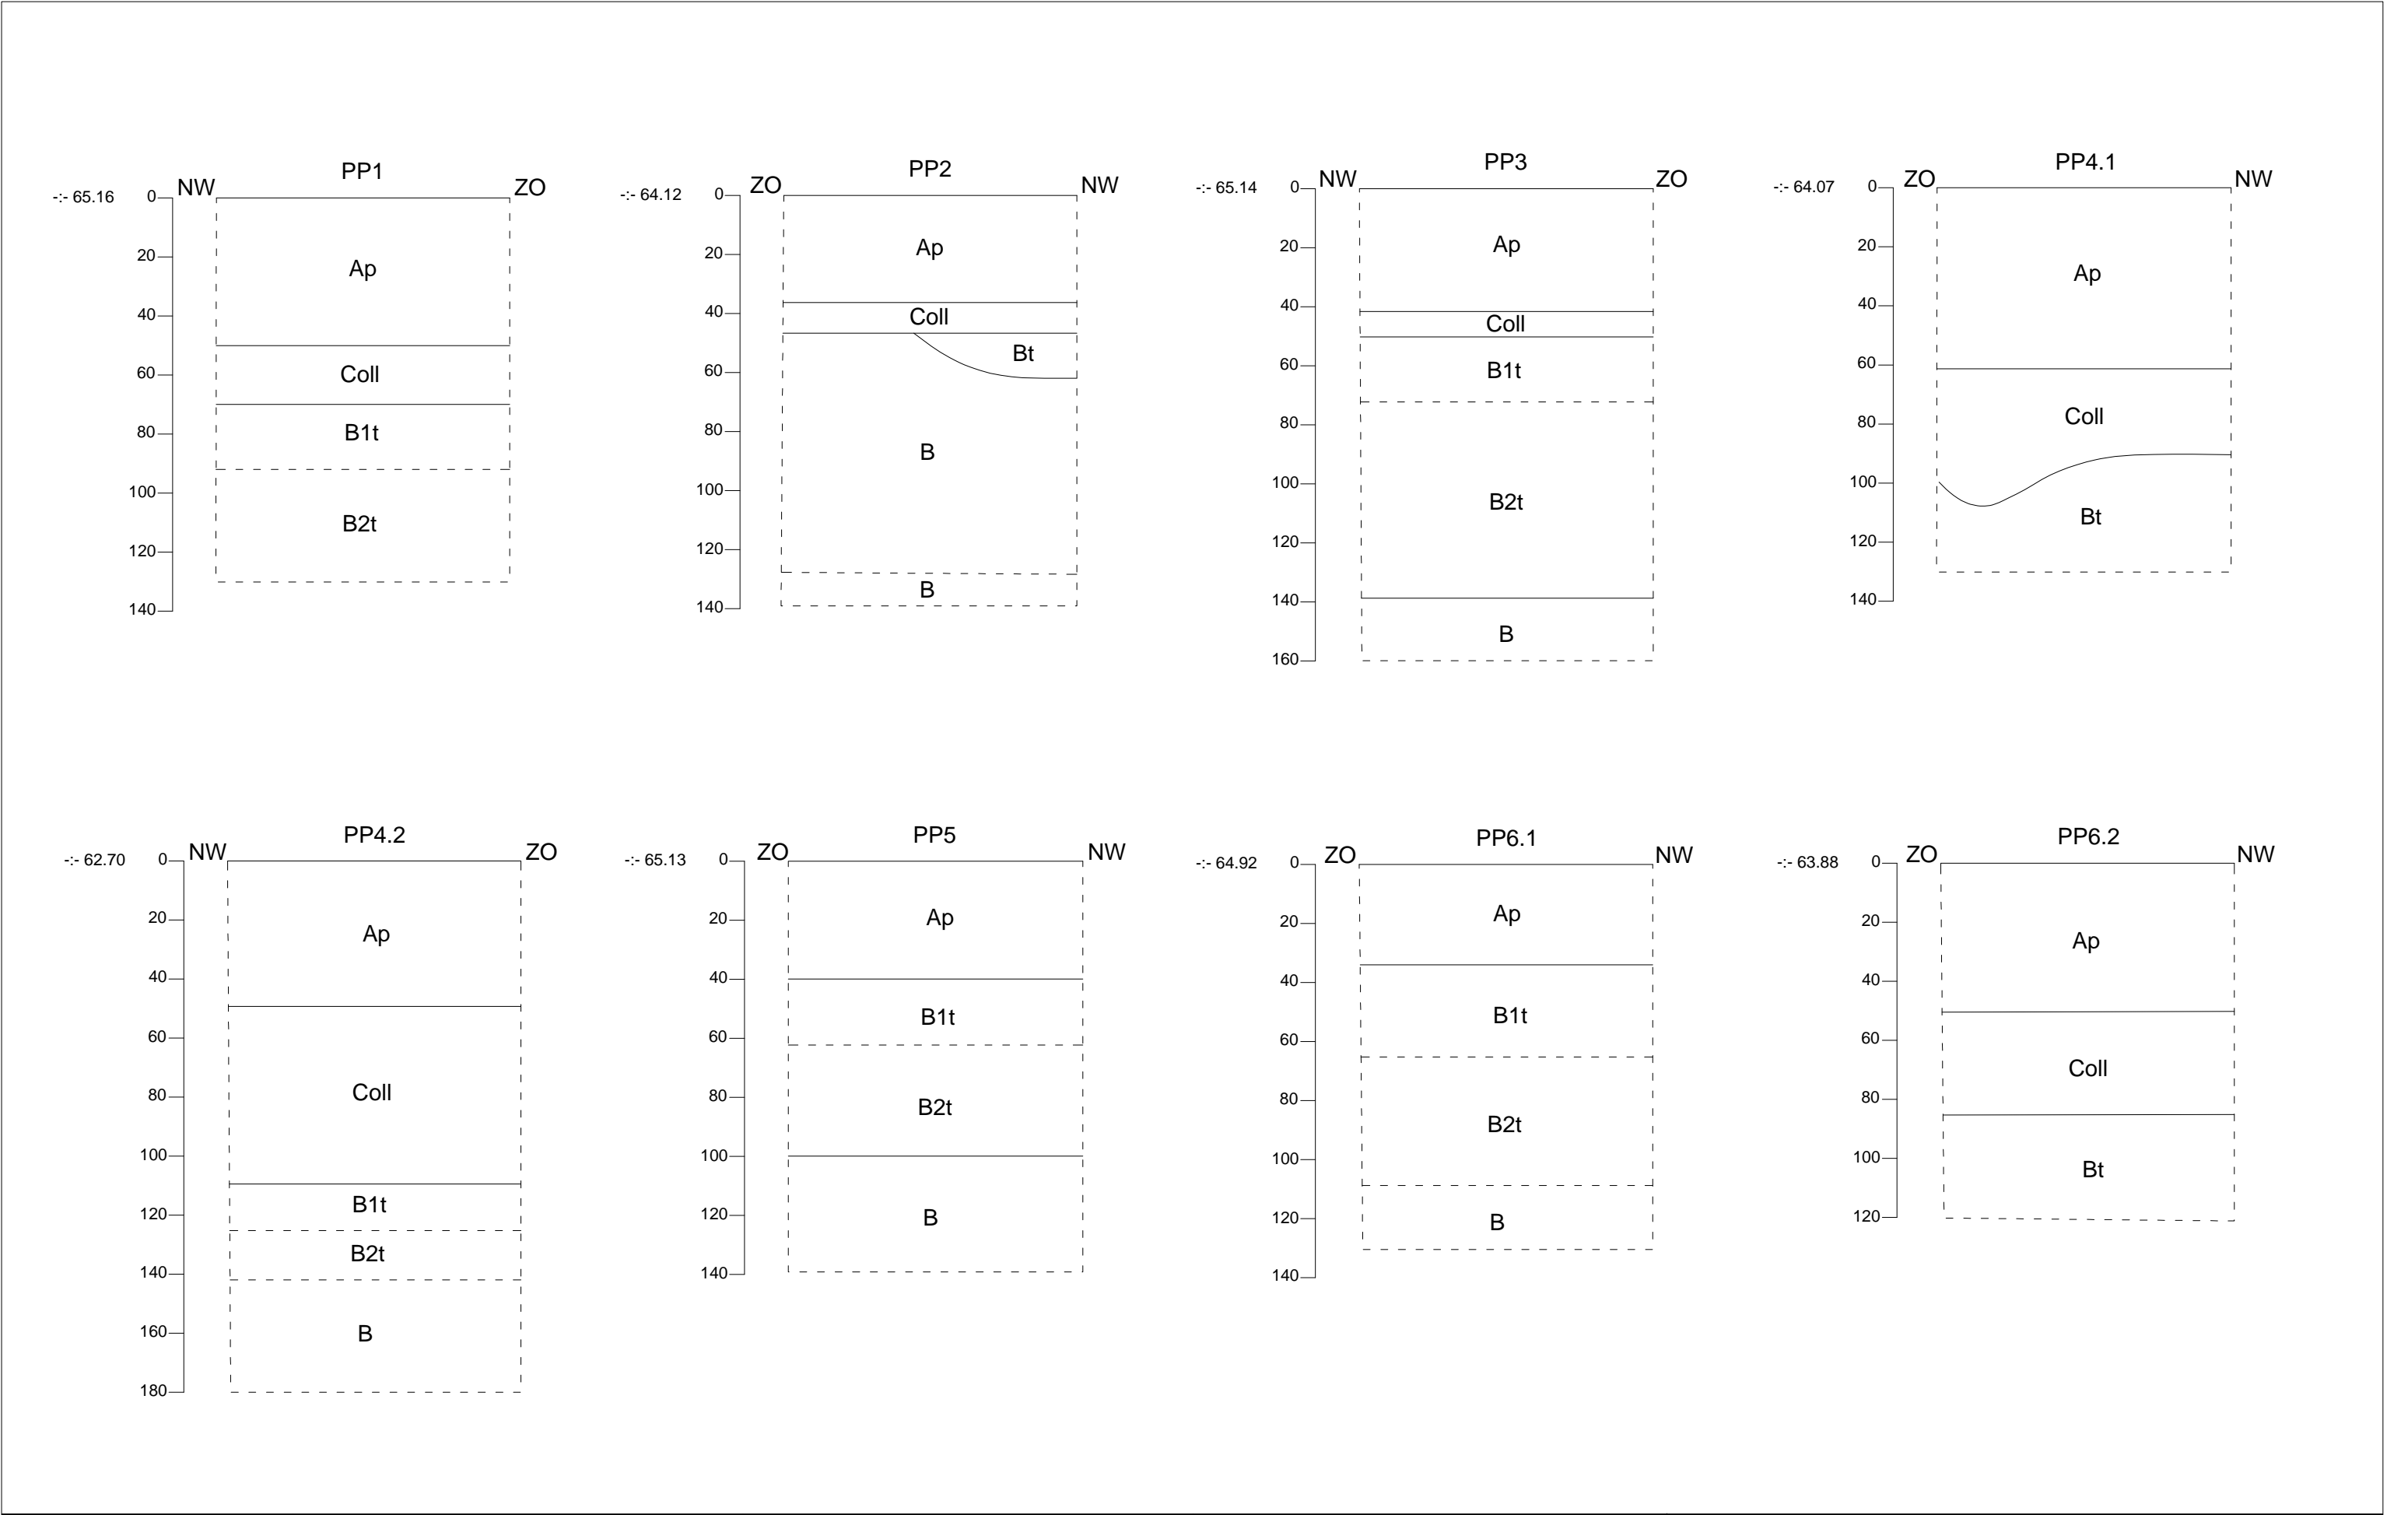 PP1
-:- 65.16
NW
ZO
0
20
40
60
80
100
120
140
Ap
Coll
B1t
B2t
PP2
-:- 64.12
ZO
NW
0
20
40
60
80
100
120
140
Ap
Coll
Bt
B
B
PP3
-:- 65.14
NW
ZO
0
20
40
60
80
100
120
140
160
Ap
Coll
B1t
B2t
B
PP4.1
-:- 64.07
ZO
NW
0
20
40
60
80
100
120
140
Ap
Coll
Bt
PP4.2
-:- 62.70
NW
ZO
0
20
40
60
80
100
120
140
160
180
Ap
Coll
B1t
B2t
B
PP5
-:- 65.13
ZO
NW
0
20
40
60
80
100
120
140
Ap
B1t
B2t
B
PP6.1
-:- 64.92
ZO
NW
0
20
40
60
80
100
120
140
Ap
B1t
B2t
B
PP6.2
-:- 63.88
ZO
NW
0
20
40
60
80
100
120
Ap
Coll
Bt